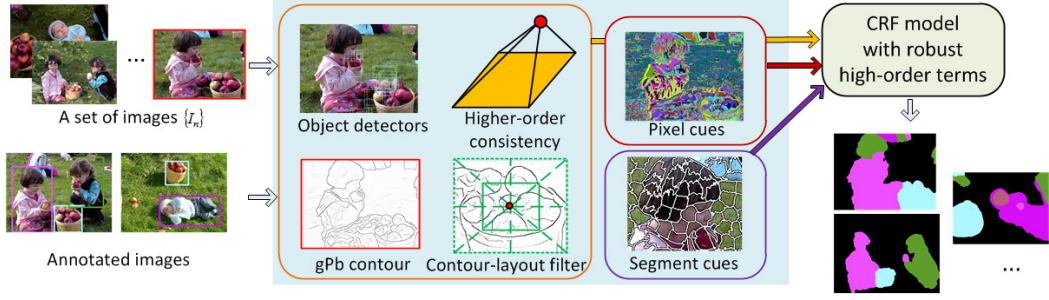 ...
A set of images {I_n}
Annotated images
Object detectors
Higher-order
consistency
gPb contour
Contour-layout filter
Pixel cues
Segment cues
CRF model
with robust
high-order terms
...